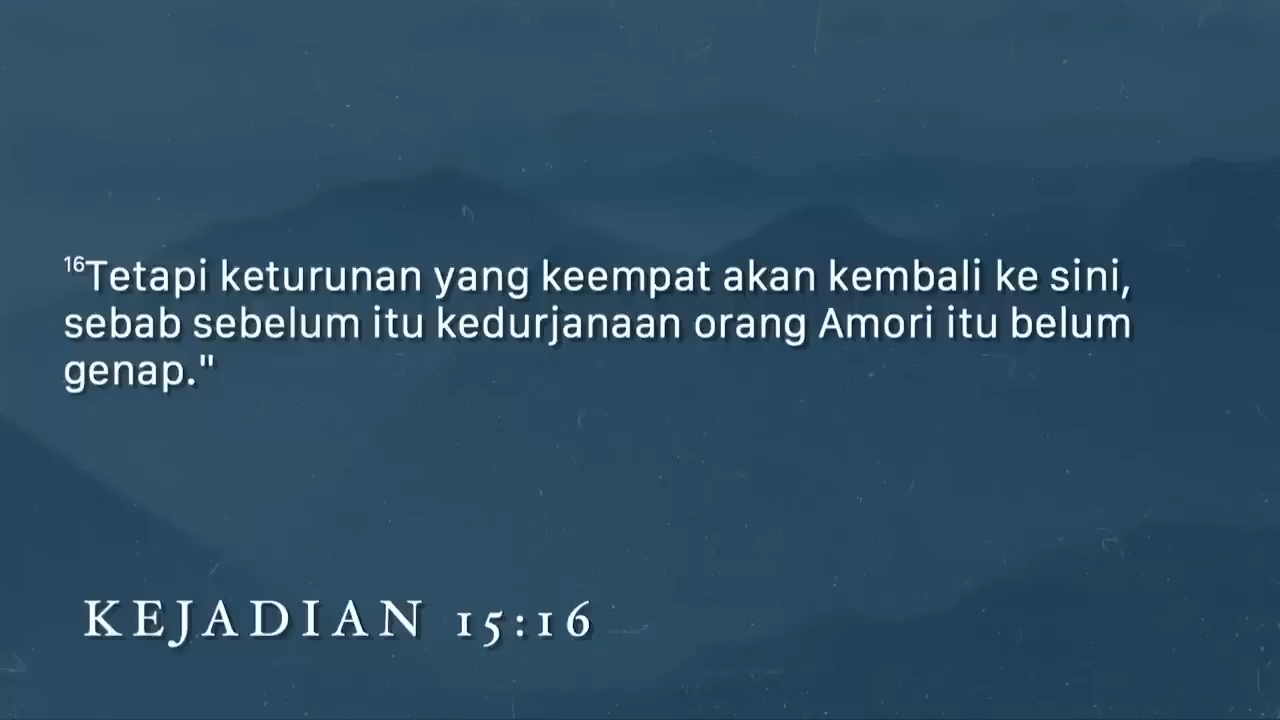 16Tetapi keturunan yang keempat akan kembali ke sini,
sebab sebelum itu kedurjanaan orang Amori itu belum
genap."
KEJADIAN 15:16